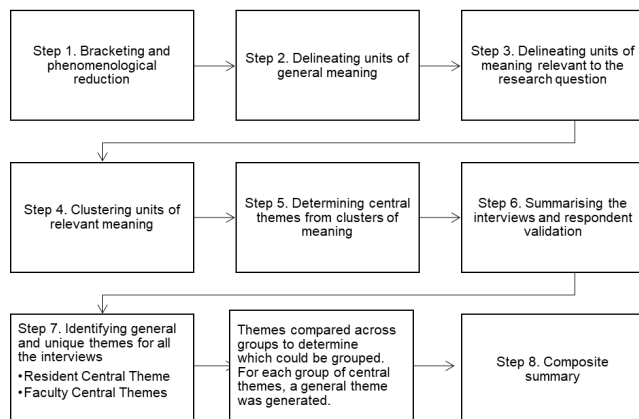 Step 1. Bracketing and
phenomenological
reduction
Step 2. Delineating units of
general meaning
Step 3. Delineating units of
meaning relevant to the
research question
Step 4. Clustering units of
relevant meaning
Step 5. Determining central
themes from clusters of
meaning
Step 6. Summarising the
interviews and respondent
validation
Step 7. Identifying general
and unique themes for all
the interviews
•Resident Central Theme
•Faculty Central Themes
Themes compared across
groups to determine
which could be grouped.
For each group of central
themes, a general theme
was generated.
Step 8. Composite
summary